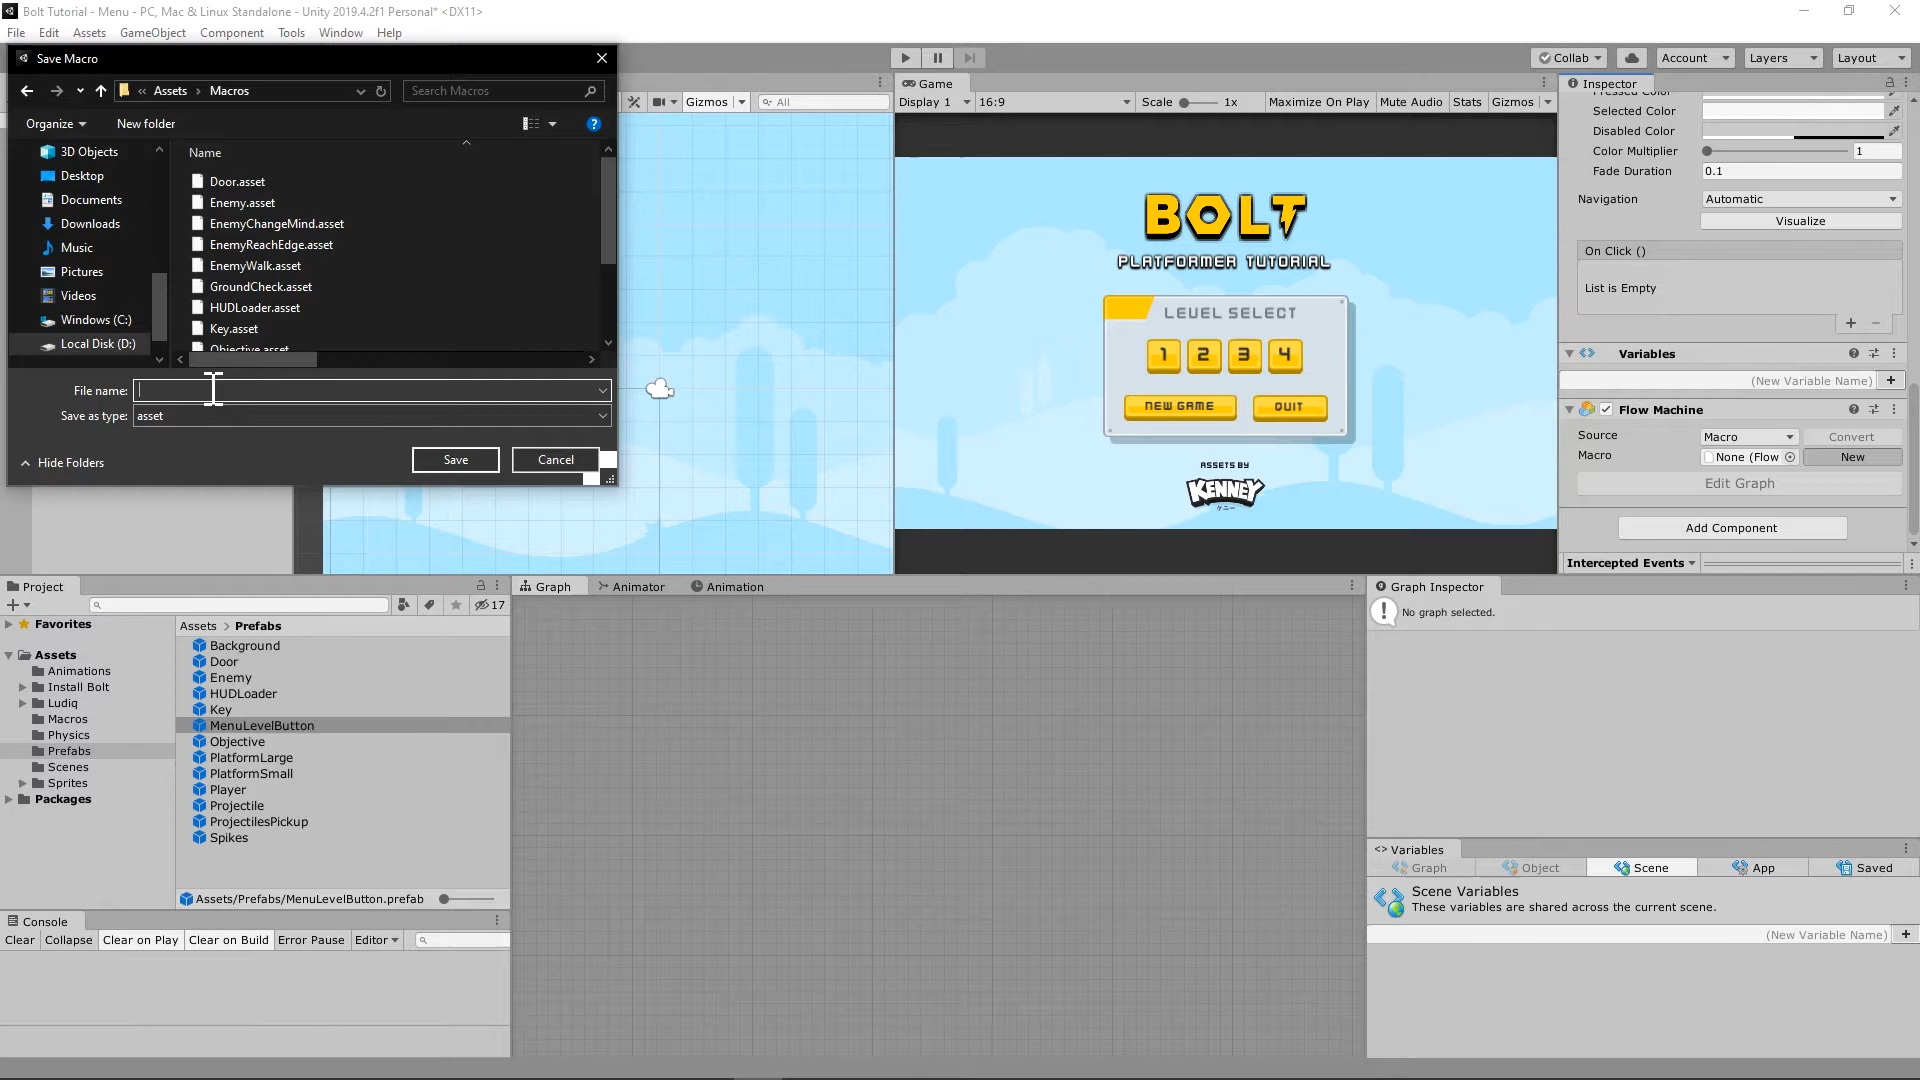 Bolt Tutorial - Menu - PC, Mac & Linux Standalone - Unity 2019.4.2f1 Personal* <DX11>
File Edit Assets GameObject Component Tools Window Help
Save Macro
Collab Account Layers Layout
« Assets › Macros Search Macros
Game
Inspector
Gizmos All
Display 1 16:9 Scale 1x Maximize On Play Mute Audio Stats Gizmos
Organize New folder
Selected Color
Disabled Color
Color Multiplier 1
Fade Duration 0.1
Navigation Automatic
Visualize
On Click ()
List is Empty
3D Objects
Desktop
Documents
Downloads
Music
Pictures
Videos
Windows (C:)
Local Disk (D:)
Name
Door.asset
Enemy.asset
EnemyChangeMind.asset
EnemyReachEdge.asset
EnemyWalk.asset
GroundCheck.asset
HUDLoader.asset
Key.asset
Objective.asset
File name:
Save as type: asset
Hide Folders Save Cancel
BOLT
PLATFORMER TUTORIAL
LEVEL SELECT
1 2 3 4
NEW GAME QUIT
ASSETS BY
KENNEY
ケニー
Variables
(New Variable Name)
Flow Machine
Source Macro Convert
Macro None (Flow New
Edit Graph
Add Component
Intercepted Events
Project
17
Favorites
Assets
Animations
Install Bolt
Ludiq
Macros
Physics
Prefabs
Scenes
Sprites
Packages
Assets › Prefabs
Background
Door
Enemy
HUDLoader
Key
MenuLevelButton
Objective
PlatformLarge
PlatformSmall
Player
Projectile
ProjectilesPickup
Spikes
Assets/Prefabs/MenuLevelButton.prefab
Console
Clear Collapse Clear on Play Clear on Build Error Pause Editor
Graph Animator Animation
Graph Inspector
No graph selected.
<> Variables
Graph Object Scene App Saved
Scene Variables
These variables are shared across the current scene.
(New Variable Name)